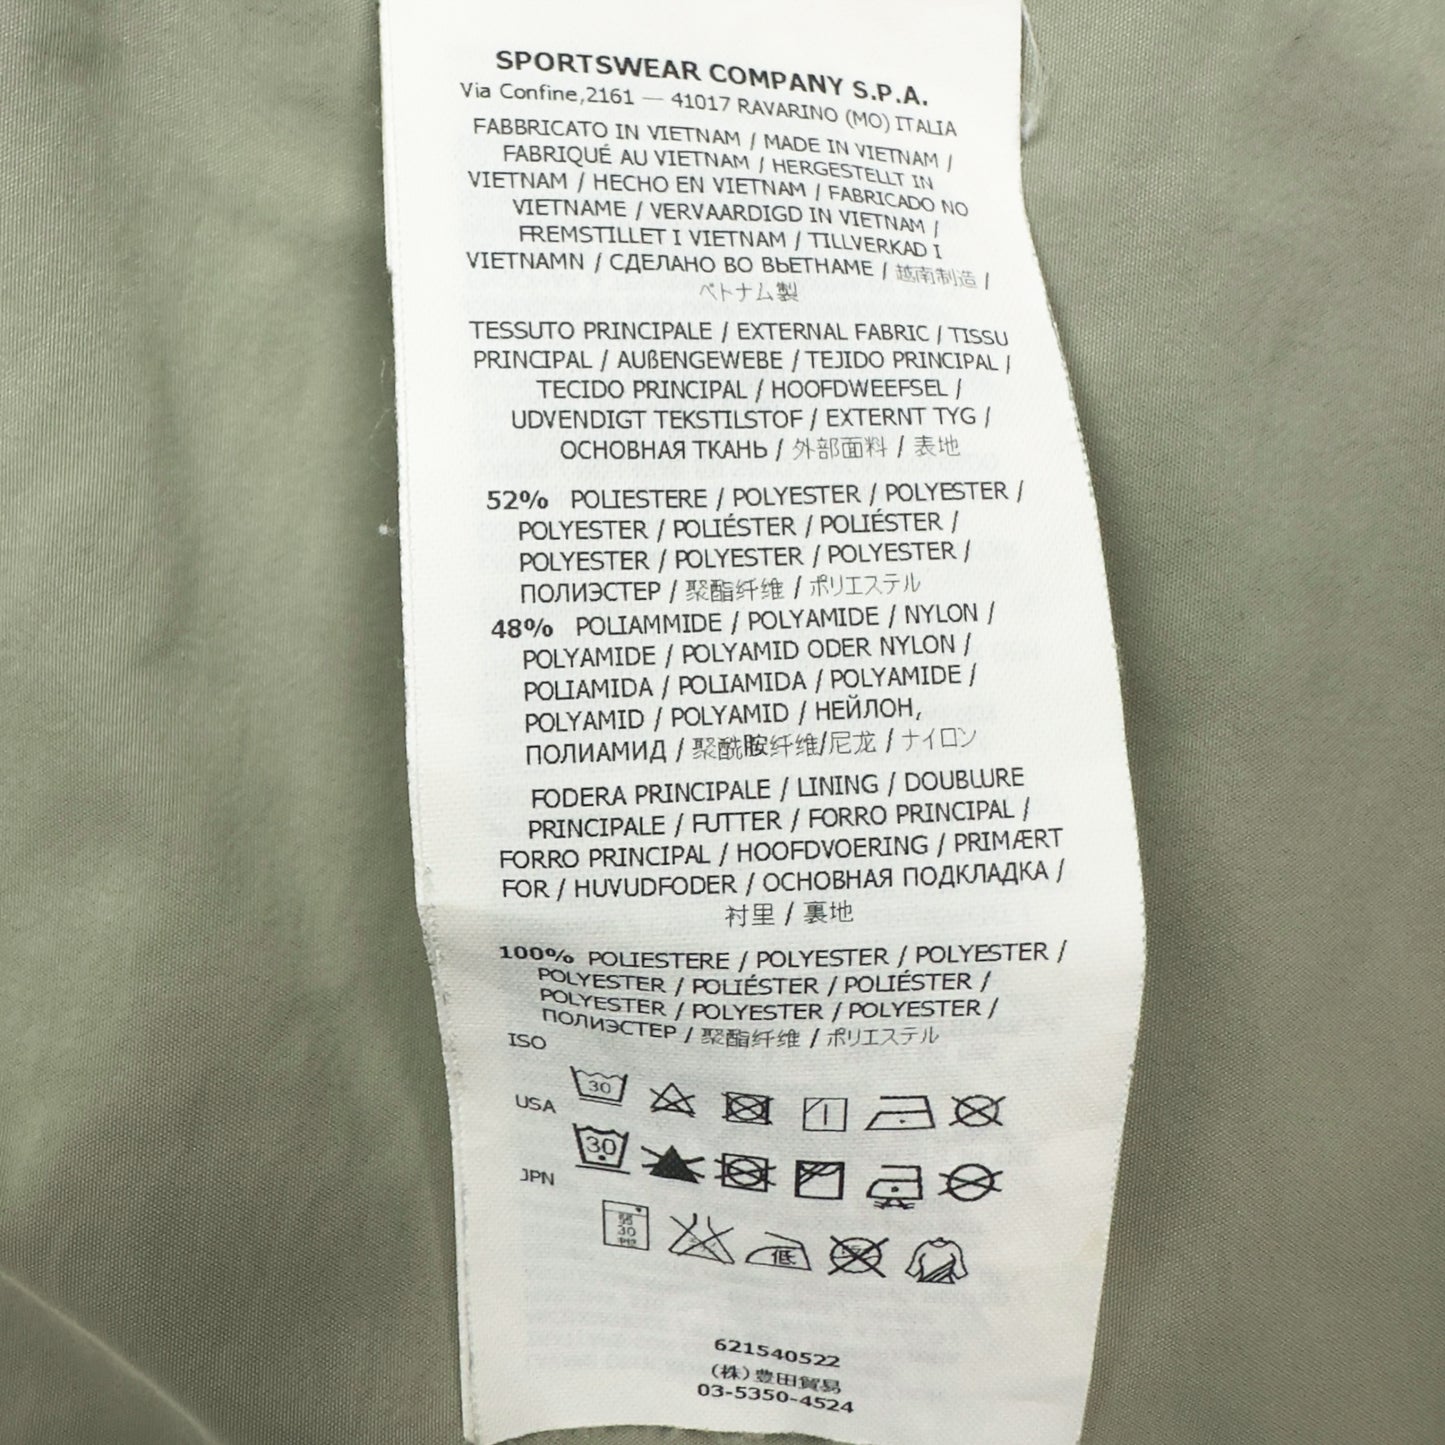 SPORTSWEAR COMPANY S.P.A.
Via Confine,2161 — 41017 RAVARINO (MO) ITALIA
FABBRICATO IN VIETNAM / MADE IN VIETNAM /
FABRIQUÉ AU VIETNAM / HERGESTELLT IN
VIETNAM / HECHO EN VIETNAM / FABRICADO NO
VIETNAME / VERVAARDIGD IN VIETNAM /
FREMSTILLET I VIETNAM / TILLVERKAD I
VIETNAMN / СДЕЛАНО ВО ВЬЕТНАМЕ / 越南制造 /
ベトナム製
TESSUTO PRINCIPALE / EXTERNAL FABRIC / TISSU
PRINCIPAL / AUßENGEWEBE / TEJIDO PRINCIPAL /
TECIDO PRINCIPAL / HOOFDWEEFSEL /
UDVENDIGT TEKSTILSTOF / EXTERNT TYG /
ОСНОВНАЯ ТКАНЬ / 外部面料 / 表地
52% POLIESTERE / POLYESTER / POLYESTER /
POLYESTER / POLIÉSTER / POLIÉSTER /
POLYESTER / POLYESTER / POLYESTER /
ПОЛИЭСТЕР / 聚酯纤维 / ポリエステル
48% POLIAMMIDE / POLYAMIDE / NYLON /
POLYAMIDE / POLYAMID ODER NYLON /
POLIAMIDA / POLIAMIDA / POLYAMIDE /
POLYAMID / POLYAMID / НЕЙЛОН,
ПОЛИАМИД / 聚酰胺纤维/尼龙 / ナイロン
FODERA PRINCIPALE / LINING / DOUBLURE
PRINCIPALE / FUTTER / FORRO PRINCIPAL /
FORRO PRINCIPAL / HOOFDVOERING / PRIMÆRT
FOR / HUVUDFODER / ОСНОВНАЯ ПОДКЛАДКА /
衬里 / 裏地
100% POLIESTERE / POLYESTER / POLYESTER /
POLYESTER / POLIÉSTER / POLIÉSTER /
POLYESTER / POLYESTER / POLYESTER /
ПОЛИЭСТЕР / 聚酯纤维 / ポリエステル
ISO
30
USA
30
JPN
30
低
621540522
(株)豊田貿易
03-5350-4524